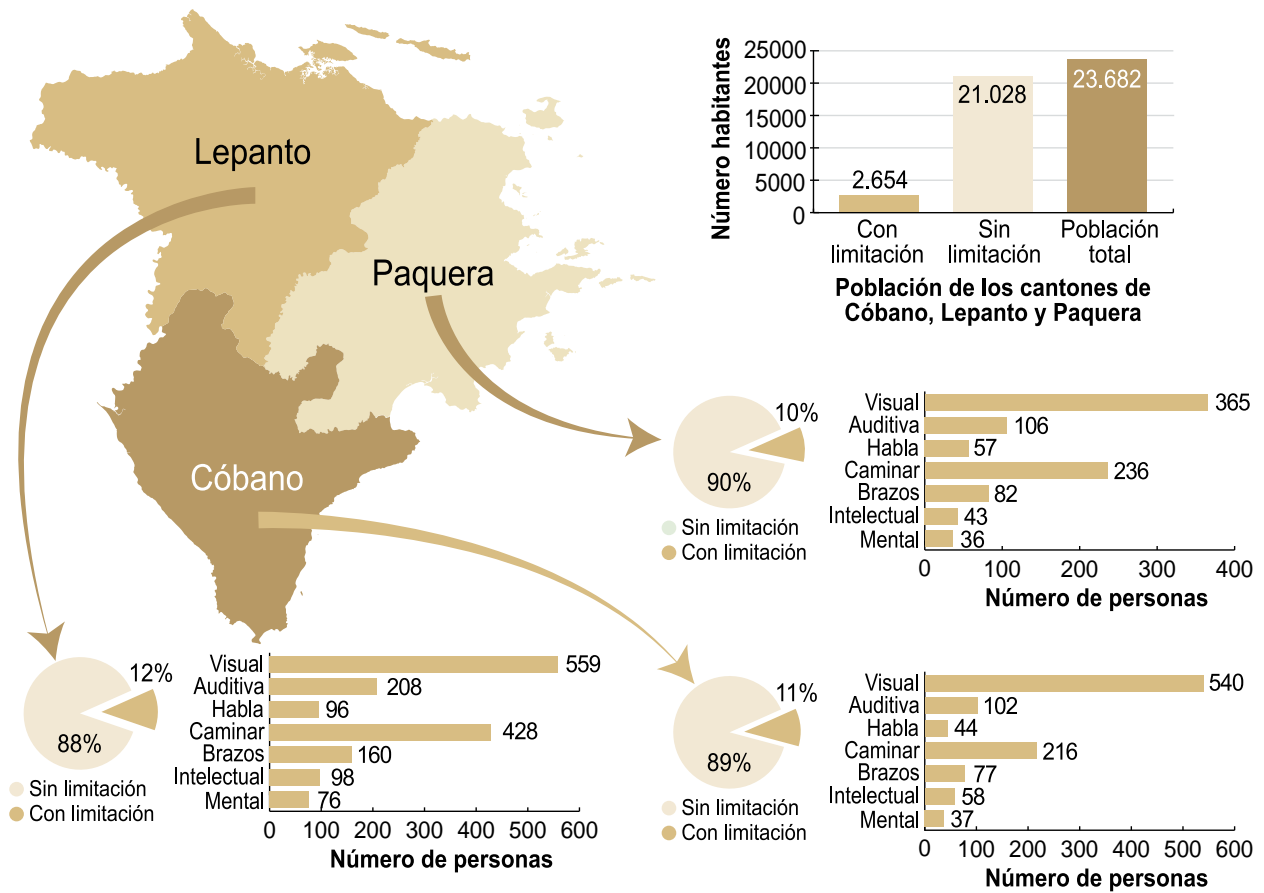 Lepanto
Paquera
Cóbano
Número habitantes
25000
20000
15000
10000
5000
0
2.654
21.028
23.682
Con limitación
Sin limitación
Población total
Población de los cantones de
Cóbano, Lepanto y Paquera
10%
90%
Sin limitación
Con limitación
Visual 365
Auditiva 106
Habla 57
Caminar 236
Brazos 82
Intelectual 43
Mental 36
0 100 200 300 400
Número de personas
12%
88%
Sin limitación
Con limitación
Visual 559
Auditiva 208
Habla 96
Caminar 428
Brazos 160
Intelectual 98
Mental 76
0 100 200 300 400 500 600
Número de personas
11%
89%
Sin limitación
Con limitación
Visual 540
Auditiva 102
Habla 44
Caminar 216
Brazos 77
Intelectual 58
Mental 37
0 100 200 300 400 500 600
Número de personas